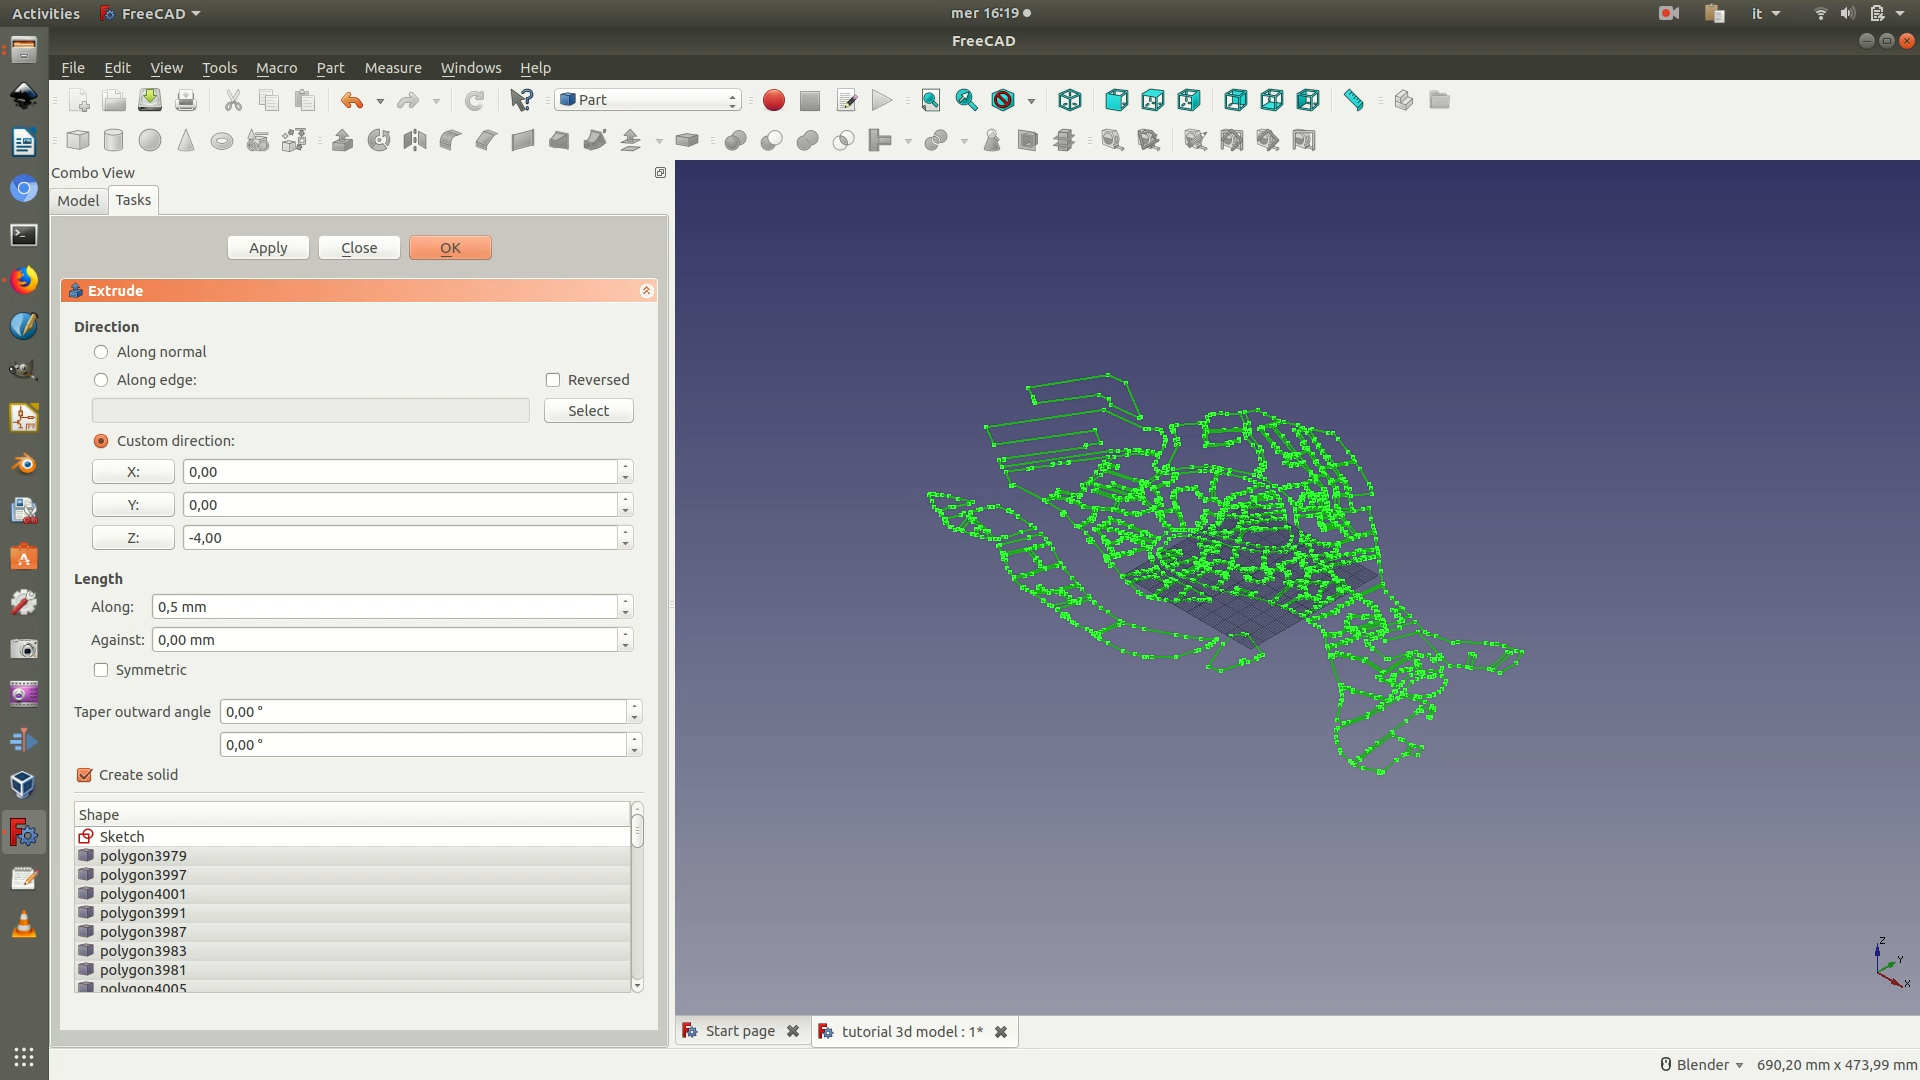 Activities FreeCAD mer 16:19 it
FreeCAD
File Edit View Tools Macro Part Measure Windows Help
Part
Combo View
Model Tasks
Apply Close OK
Extrude
Direction
Along normal
Along edge: Reversed
Select
Custom direction:
X: 0,00
Y: 0,00
Z: -4,00
Length
Along: 0,5 mm
Against: 0,00 mm
Symmetric
Taper outward angle 0,00 °
0,00 °
Create solid
Shape
Sketch
polygon3979
polygon3997
polygon4001
polygon3991
polygon3987
polygon3983
polygon3981
polygon4005
Z
Y
X
Start page tutorial 3d model : 1*
Blender 690,20 mm x 473,99 mm